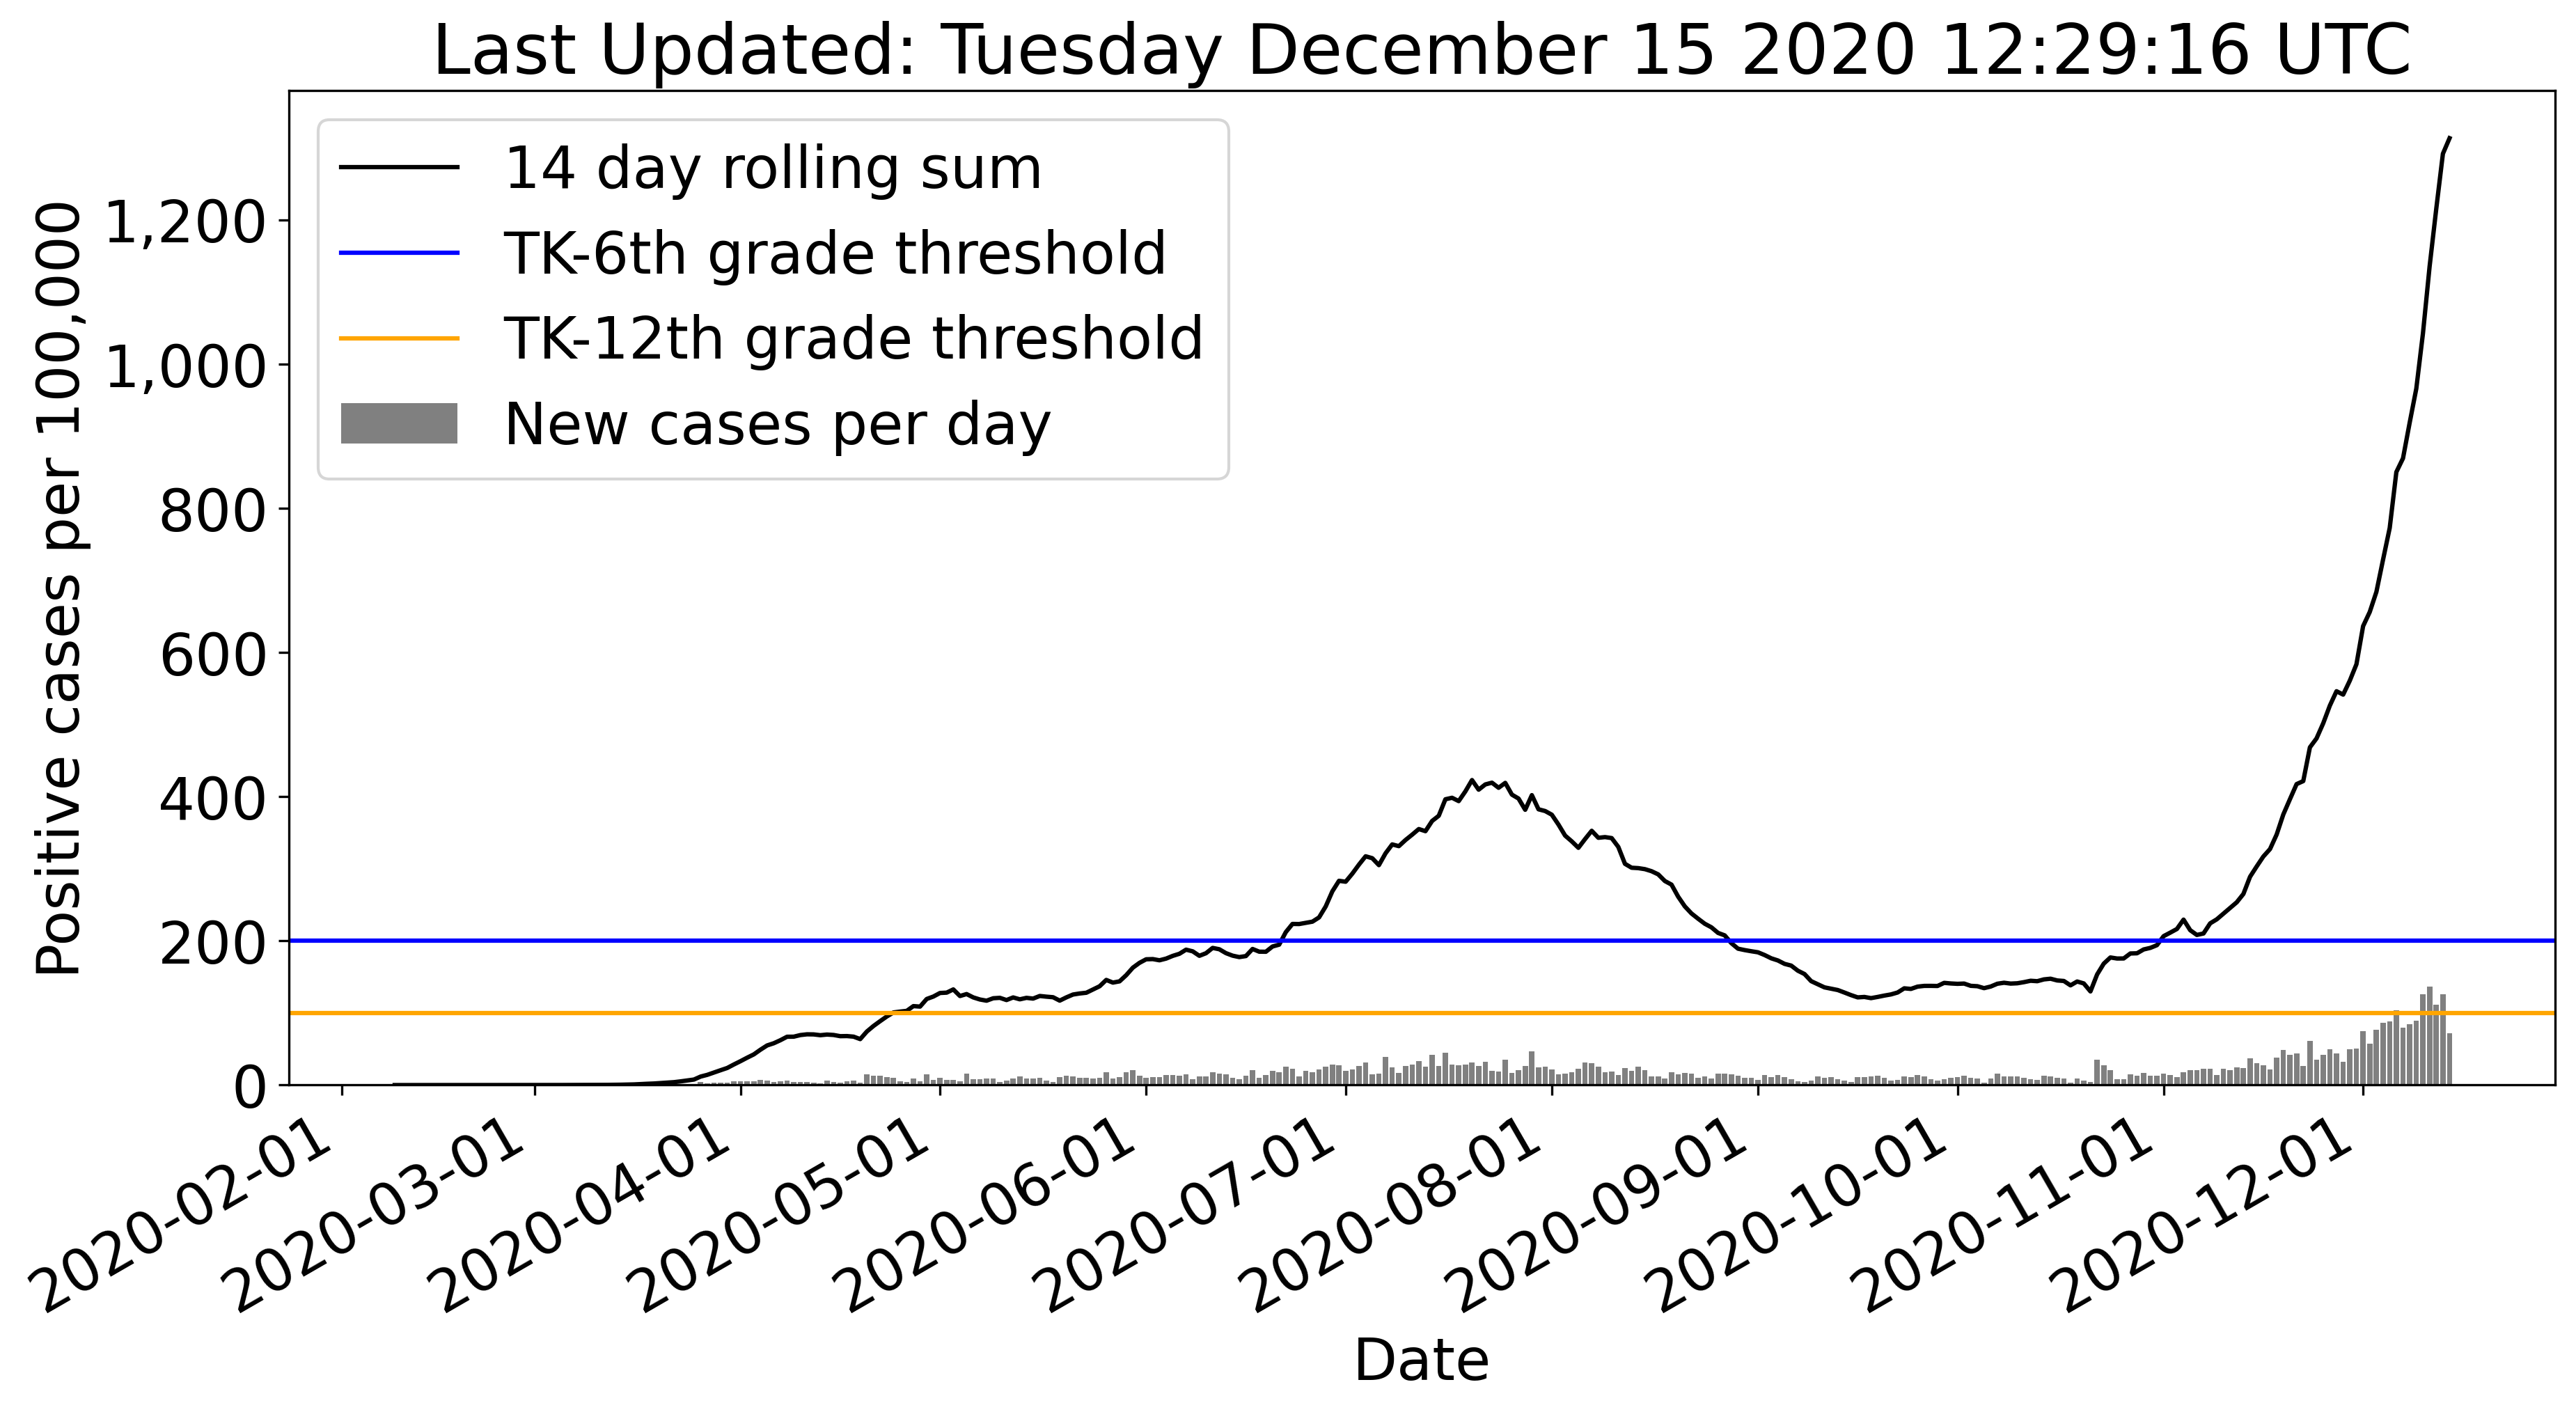 Last Updated: Tuesday December 15 2020 12:29:16 UTC
14 day rolling sum
TK-6th grade threshold
TK-12th grade threshold
New cases per day
Positive cases per 100,000
1,200
1,000
800
600
400
200
0
2020-02-01
2020-03-01
2020-04-01
2020-05-01
2020-06-01
2020-07-01
2020-08-01
2020-09-01
2020-10-01
2020-11-01
2020-12-01
Date